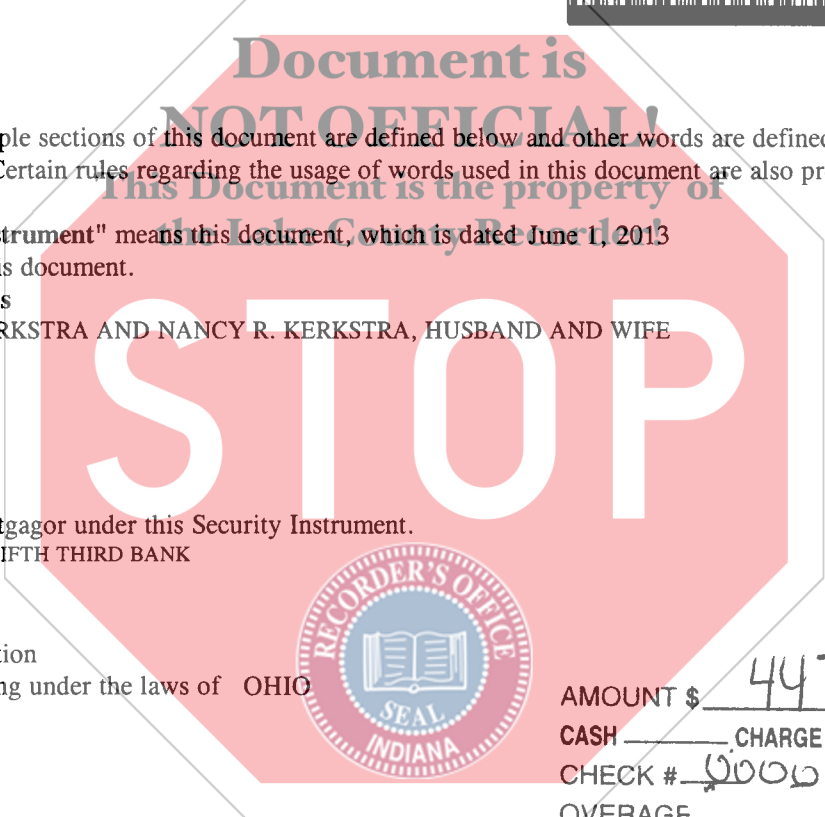 Document is
NOT OFFICIAL!
ple sections of this document are defined below and other words are defined
Certain rules regarding the usage of words used in this document are also pr
This Document is the property of
the Lake County Recorder!
trument" means this document, which is dated June 1, 2013
is document.
s
RKSTRA AND NANCY R. KERKSTRA, HUSBAND AND WIFE
STOP
tgagor under this Security Instrument.
IFTH THIRD BANK
RECORDER'S OFFICE
SEAL
INDIANA
tion
ng under the laws of OHIO
AMOUNT $ 44
CASH CHARGE
CHECK #
OVERAGE